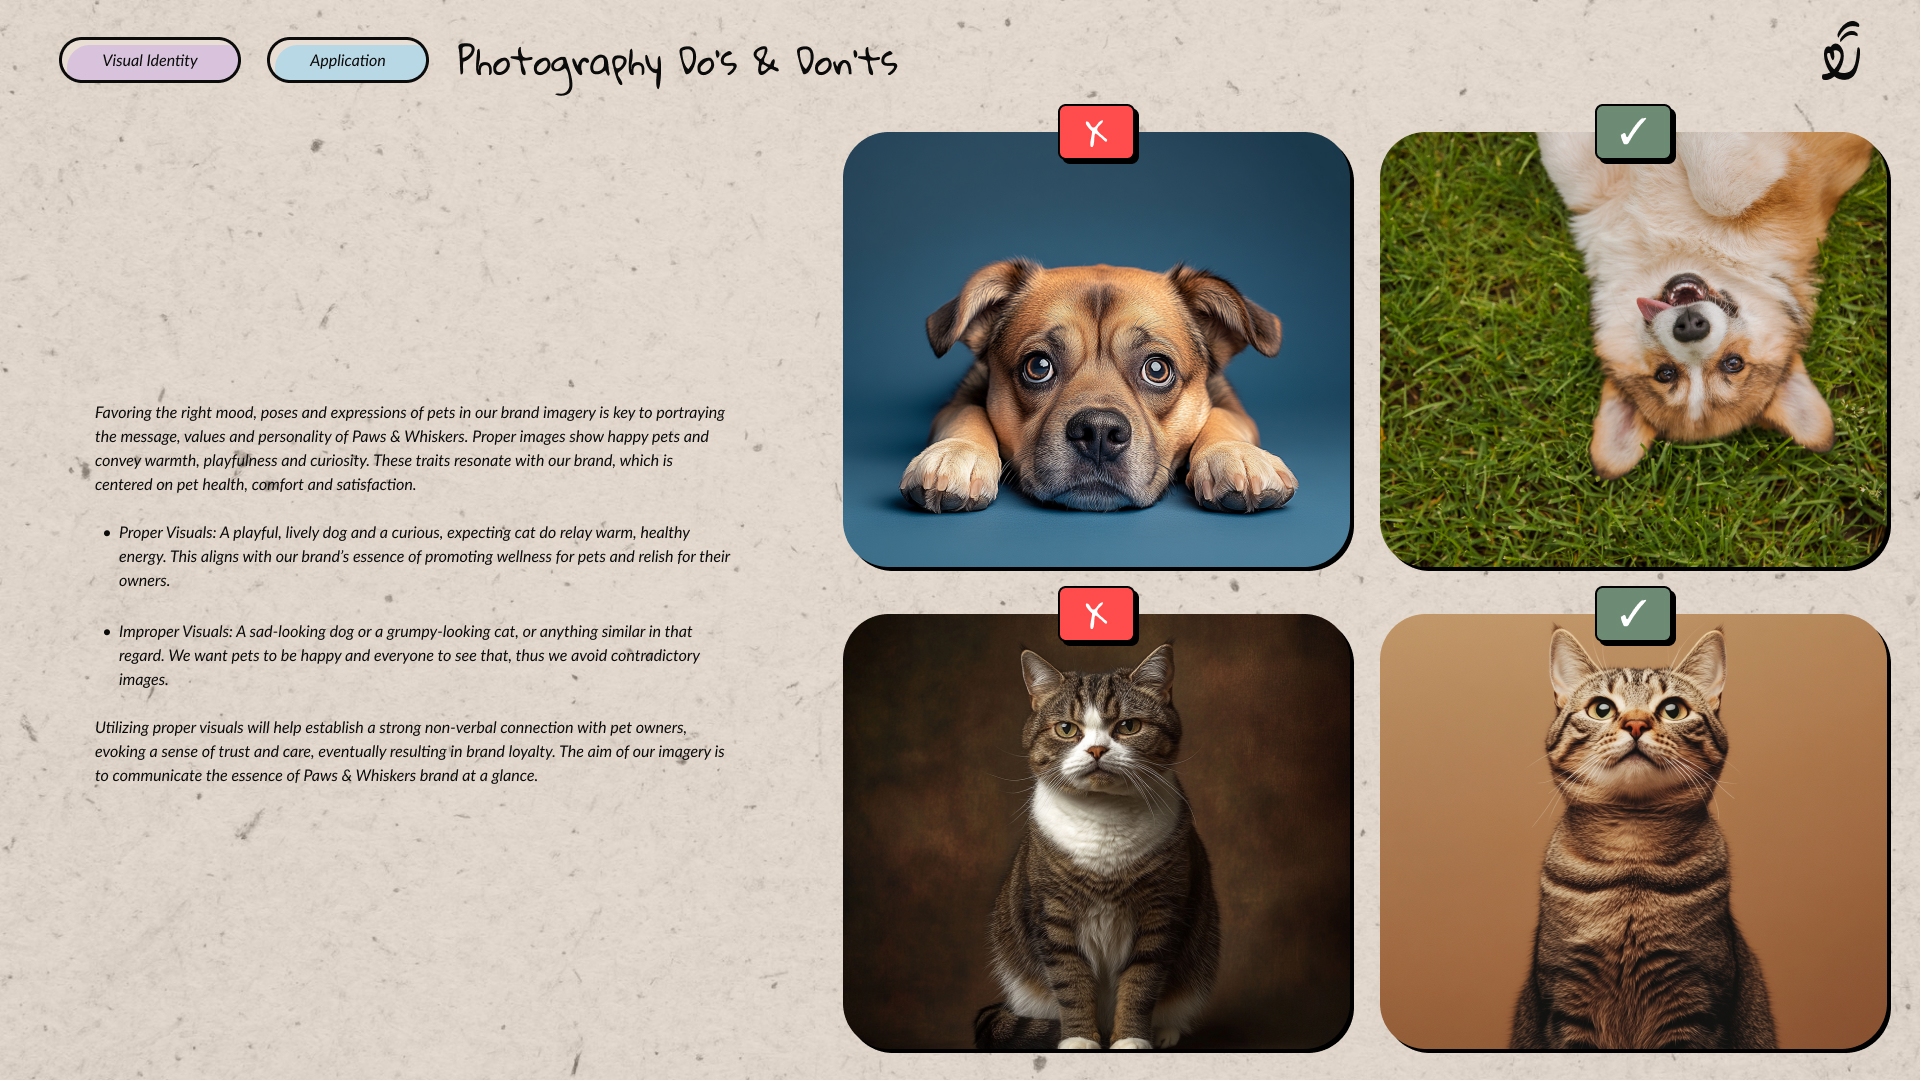 Visual Identity
Application
Photography Do's & Don'ts
Favoring the right mood, poses and expressions of pets in our brand imagery is key to portraying
the message, values and personality of Paws & Whiskers. Proper images show happy pets and
convey warmth, playfulness and curiosity. These traits resonate with our brand, which is
centered on pet health, comfort and satisfaction.
• Proper Visuals: A playful, lively dog and a curious, expecting cat do relay warm, healthy
energy. This aligns with our brand’s essence of promoting wellness for pets and relish for their
owners.
• Improper Visuals: A sad-looking dog or a grumpy-looking cat, or anything similar in that
regard. We want pets to be happy and everyone to see that, thus we avoid contradictory
images.
Utilizing proper visuals will help establish a strong non-verbal connection with pet owners,
evoking a sense of trust and care, eventually resulting in brand loyalty. The aim of our imagery is
to communicate the essence of Paws & Whiskers brand at a glance.